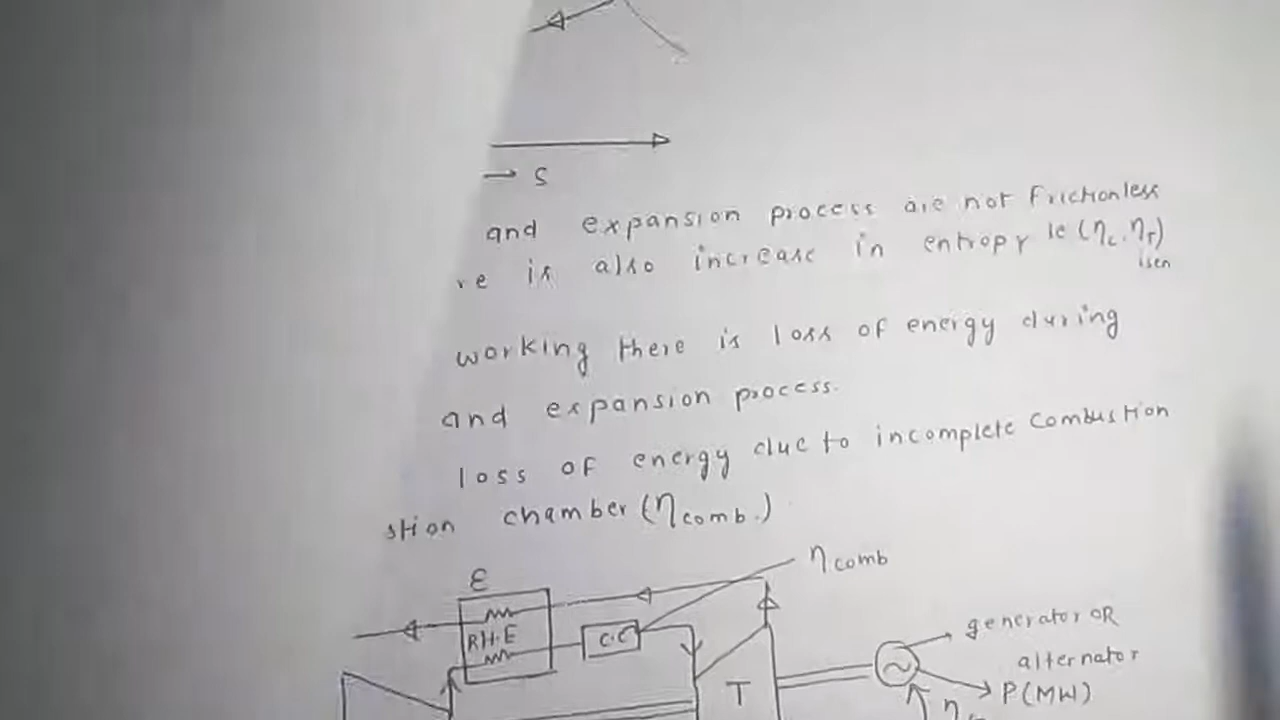 → S
and expansion process are not frictionless
re is also increase in entropy ie (ηc, ηT)
isen
working there is loss of energy during
and expansion process.
loss of energy due to incomplete combustion
stion chamber (ηcomb.)
ηcomb
ε
generator OR
RH.E
C.C
alternator
T
~
P(MW)
η